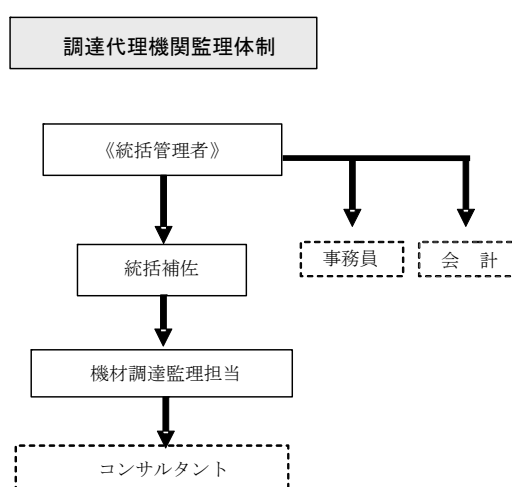 調達代理機関監理体制
《統括管理者》
統括補佐
事務員
会　計
機材調達監理担当
コンサルタント